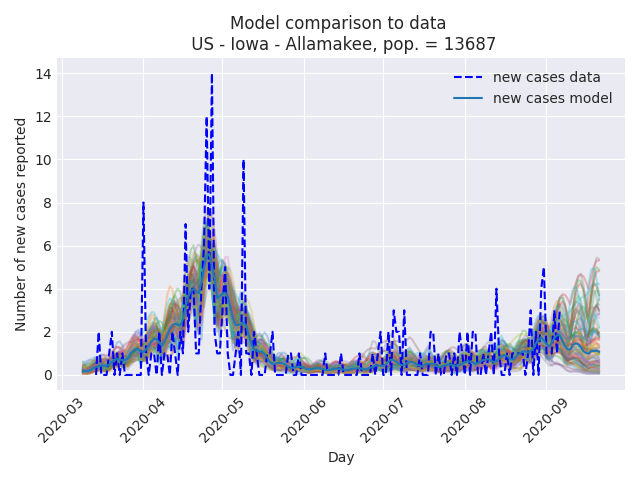 Model comparison to data
US - Iowa - Allamakee, pop. = 13687
new cases data
new cases model
Number of new cases reported
14
12
10
8
6
4
2
0
2020-03
2020-04
2020-05
2020-06
2020-07
2020-08
2020-09
Day